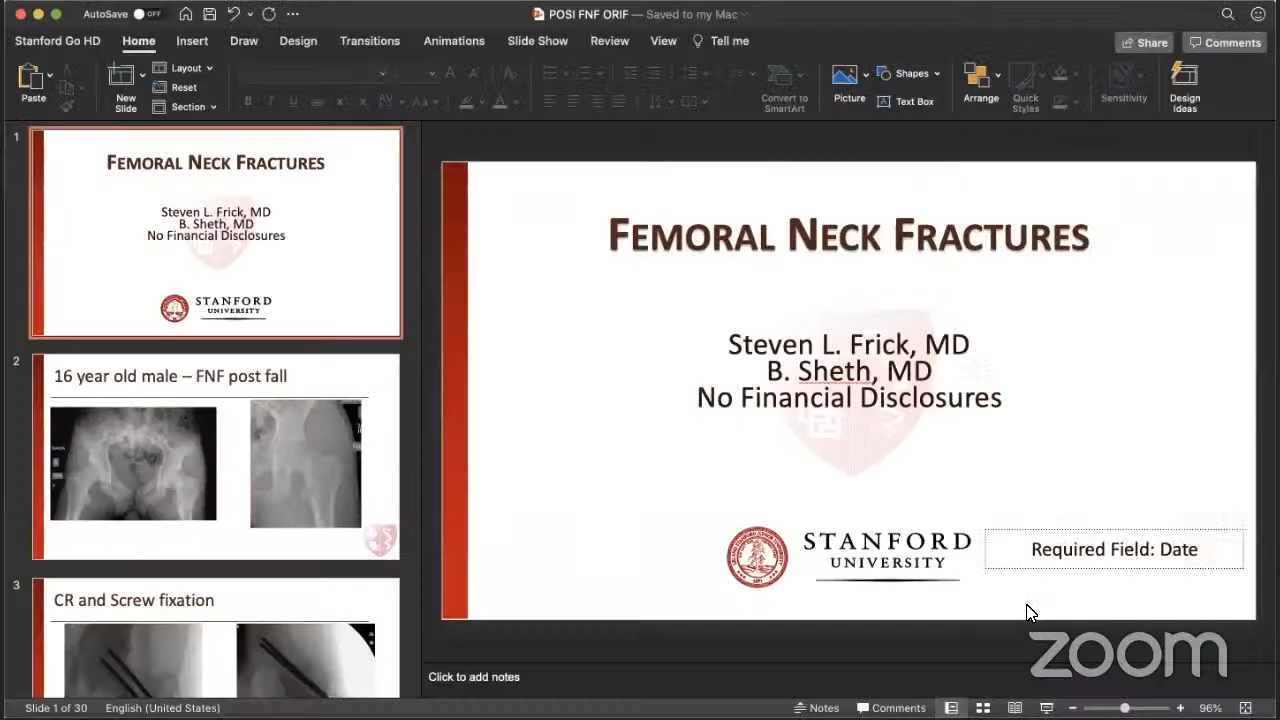 AutoSave OFF
POSI FNF ORIF — Saved to my Mac
Stanford Go HD Home Insert Draw Design Transitions Animations Slide Show Review View Tell me Share Comments
Paste
New Slide
Layout
Reset
Section
Convert to SmartArt
Picture
Shapes
Text Box
Arrange
Quick Styles
Sensitivity
Design Ideas
1
FEMORAL NECK FRACTURES
Steven L. Frick, MD
B. Sheth, MD
No Financial Disclosures
STANFORD
UNIVERSITY
2
16 year old male – FNF post fall
3
CR and Screw fixation
FEMORAL NECK FRACTURES
Steven L. Frick, MD
B. Sheth, MD
No Financial Disclosures
STANFORD
UNIVERSITY
Required Field: Date
zoom
Click to add notes
Slide 1 of 30 English (United States) Notes Comments 96%